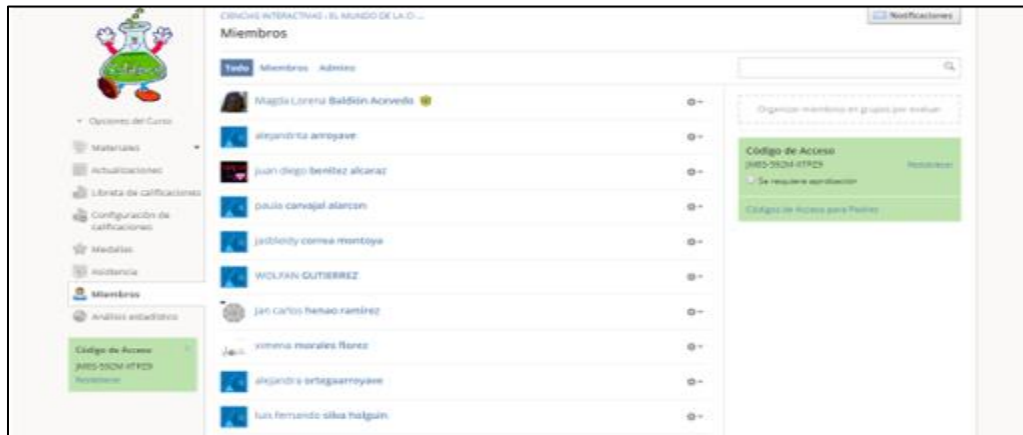 CIENCIAS INTERACTIVAS : EL MUNDO DE LA Q ...
Miembros
Notificaciones
Todo Miembros Admins
Opciones del Curso
Materiales
Actualizaciones
Libreta de calificaciones
Configuración de
calificaciones
Medallas
Asistencia
Miembros
Análisis estadístico
Código de Acceso
Restablecer
Magda Lorena Baldión Acevedo
alejandrita arroyave
juan diego benitez alcaraz
paula carvajal alarcon
jasbleidy correa montoya
WOLFAN GUTIERREZ
jan carlos henao ramírez
ximena morales florez
alejandra ortegaarroyave
luis fernando silva holguin
Organizar miembros en grupos por evaluar
Código de Acceso
Restablecer
Se requiere aprobación
Códigos de Acceso para Padres